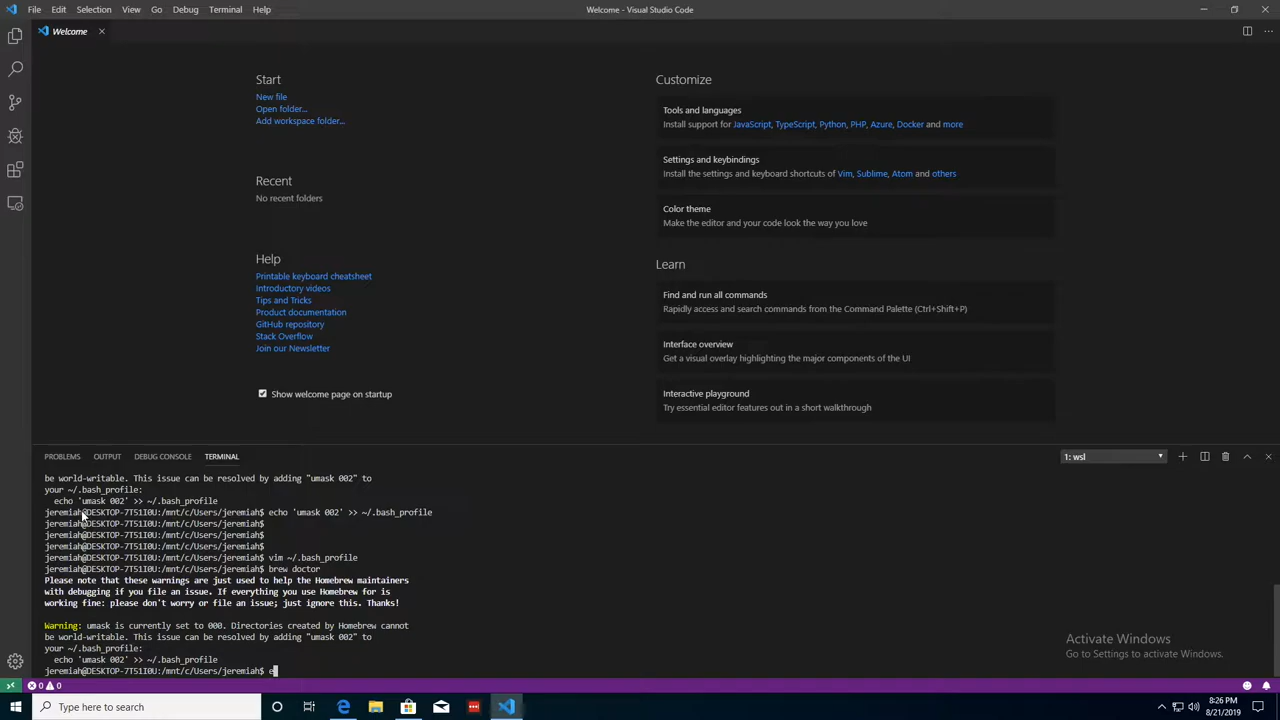 File Edit Selection View Go Debug Terminal Help
Welcome - Visual Studio Code
Welcome
Start
New file
Open folder...
Add workspace folder...
Recent
No recent folders
Help
Printable keyboard cheatsheet
Introductory videos
Tips and Tricks
Product documentation
GitHub repository
Stack Overflow
Join our Newsletter
Show welcome page on startup
Customize
Tools and languages
Install support for JavaScript, TypeScript, Python, PHP, Azure, Docker and more
Settings and keybindings
Install the settings and keyboard shortcuts of Vim, Sublime, Atom and others
Color theme
Make the editor and your code look the way you love
Learn
Find and run all commands
Rapidly access and search commands from the Command Palette (Ctrl+Shift+P)
Interface overview
Get a visual overlay highlighting the major components of the UI
Interactive playground
Try essential editor features out in a short walkthrough
PROBLEMS OUTPUT DEBUG CONSOLE TERMINAL
1: wsl
be world-writable. This issue can be resolved by adding "umask 002" to
your ~/.bash_profile:
echo 'umask 002' >> ~/.bash_profile
jeremiah@DESKTOP-7T51I0U:/mnt/c/Users/jeremiah$ echo 'umask 002' >> ~/.bash_profile
jeremiah@DESKTOP-7T51I0U:/mnt/c/Users/jeremiah$
jeremiah@DESKTOP-7T51I0U:/mnt/c/Users/jeremiah$
jeremiah@DESKTOP-7T51I0U:/mnt/c/Users/jeremiah$
jeremiah@DESKTOP-7T51I0U:/mnt/c/Users/jeremiah$ vim ~/.bash_profile
jeremiah@DESKTOP-7T51I0U:/mnt/c/Users/jeremiah$ brew doctor
Please note that these warnings are just used to help the Homebrew maintainers
with debugging if you file an issue. If everything you use Homebrew for is
working fine: please don't worry or file an issue; just ignore this. Thanks!
Warning: umask is currently set to 000. Directories created by Homebrew cannot
be world-writable. This issue can be resolved by adding "umask 002" to
your ~/.bash_profile:
echo 'umask 002' >> ~/.bash_profile
jeremiah@DESKTOP-7T51I0U:/mnt/c/Users/jeremiah$ e
Activate Windows
Go to Settings to activate Windows.
0 0
Type here to search
8:26 PM
8/21/2019